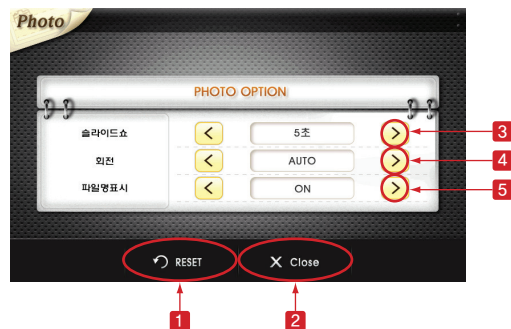 Photo
PHOTO OPTION
슬라이드쇼 5초 3
회전 AUTO 4
파일명표시 ON 5
RESET X Close
1 2